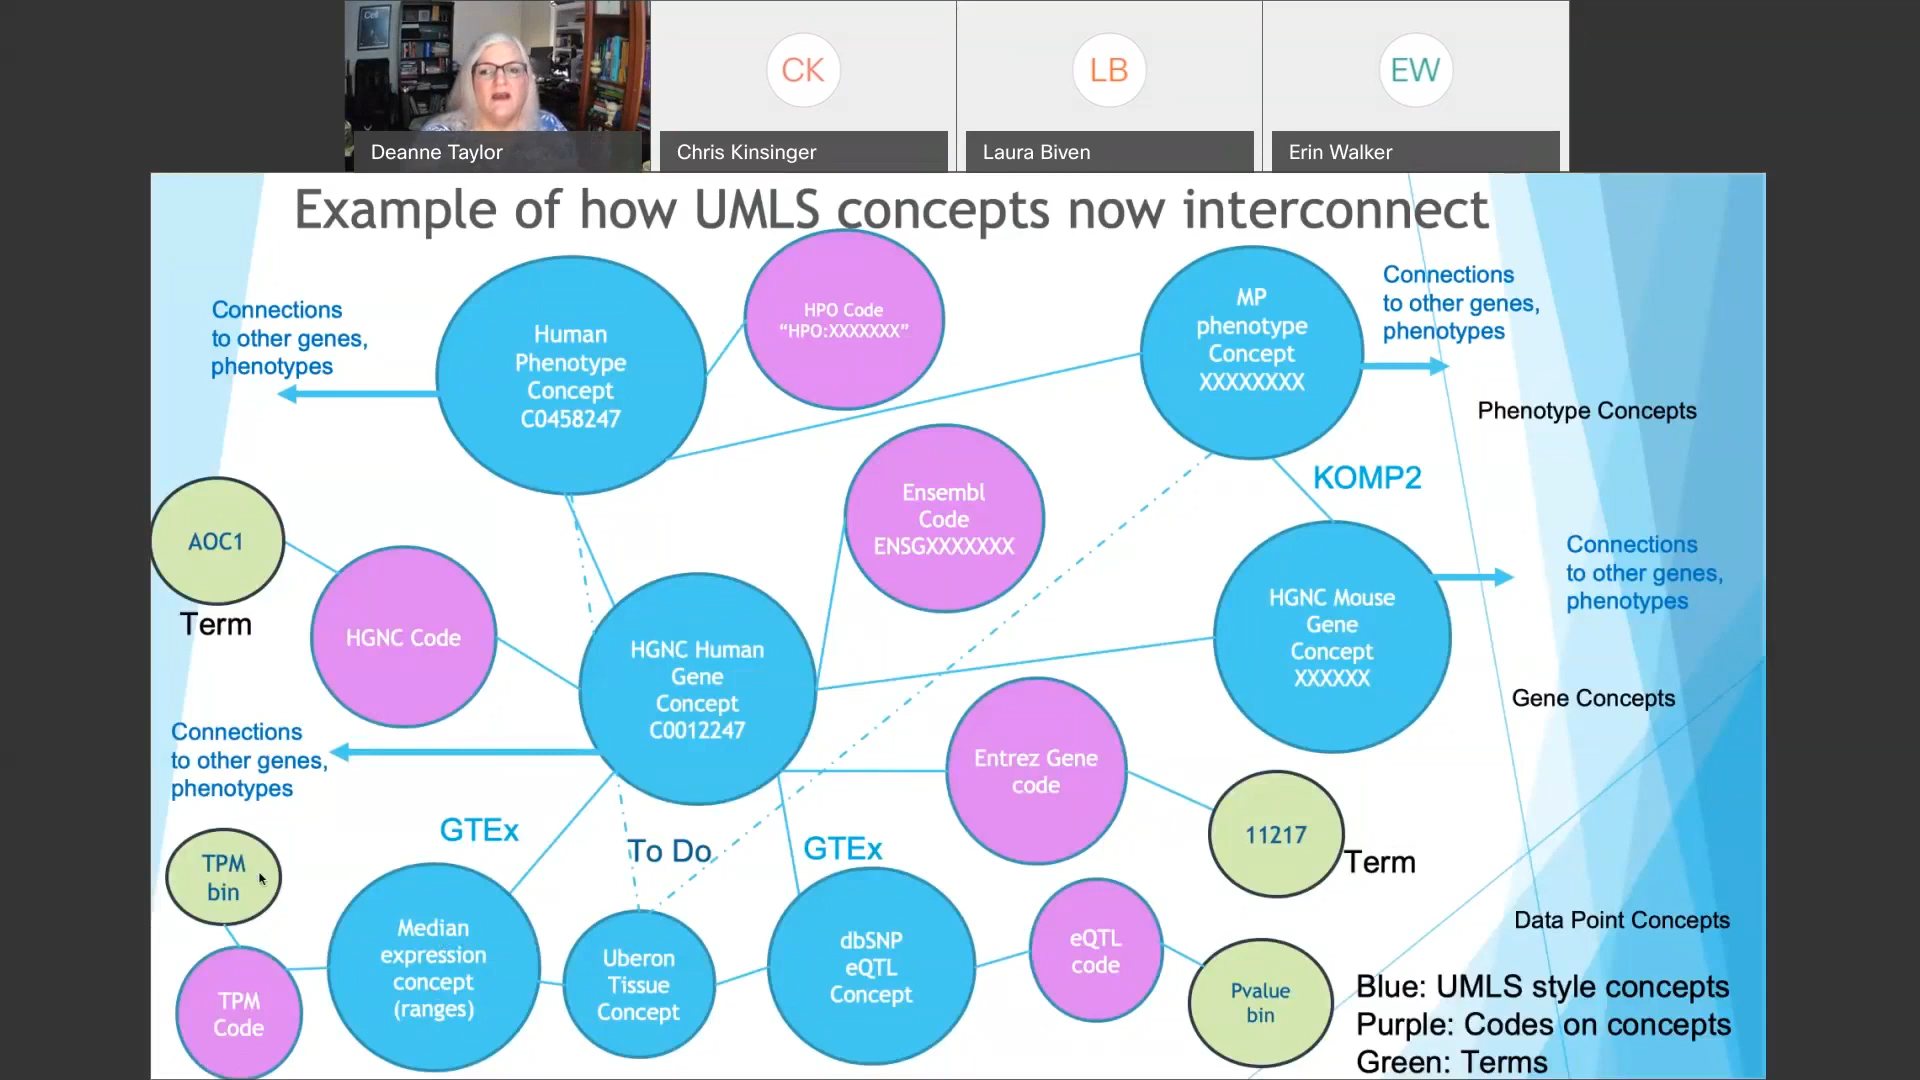 Cell
CK
LB
EW
Deanne Taylor
Chris Kinsinger
Laura Biven
Erin Walker
Example of how UMLS concepts now interconnect
Connections
to other genes,
phenotypes
Human
Phenotype
Concept
C0458247
HPO Code
“HPO:XXXXXXX”
MP
phenotype
Concept
XXXXXXXX
Connections
to other genes,
phenotypes
Phenotype Concepts
KOMP2
AOC1
Term
HGNC Code
Ensembl
Code
ENSGXXXXXXX
HGNC Human
Gene
Concept
C0012247
HGNC Mouse
Gene
Concept
XXXXXX
Connections
to other genes,
phenotypes
Gene Concepts
Connections
to other genes,
phenotypes
Entrez Gene
code
11217
Term
GTEx
To Do
GTEx
TPM
bin
TPM
Code
Median
expression
concept
(ranges)
Uberon
Tissue
Concept
dbSNP
eQTL
Concept
eQTL
code
Pvalue
bin
Data Point Concepts
Blue: UMLS style concepts
Purple: Codes on concepts
Green: Terms